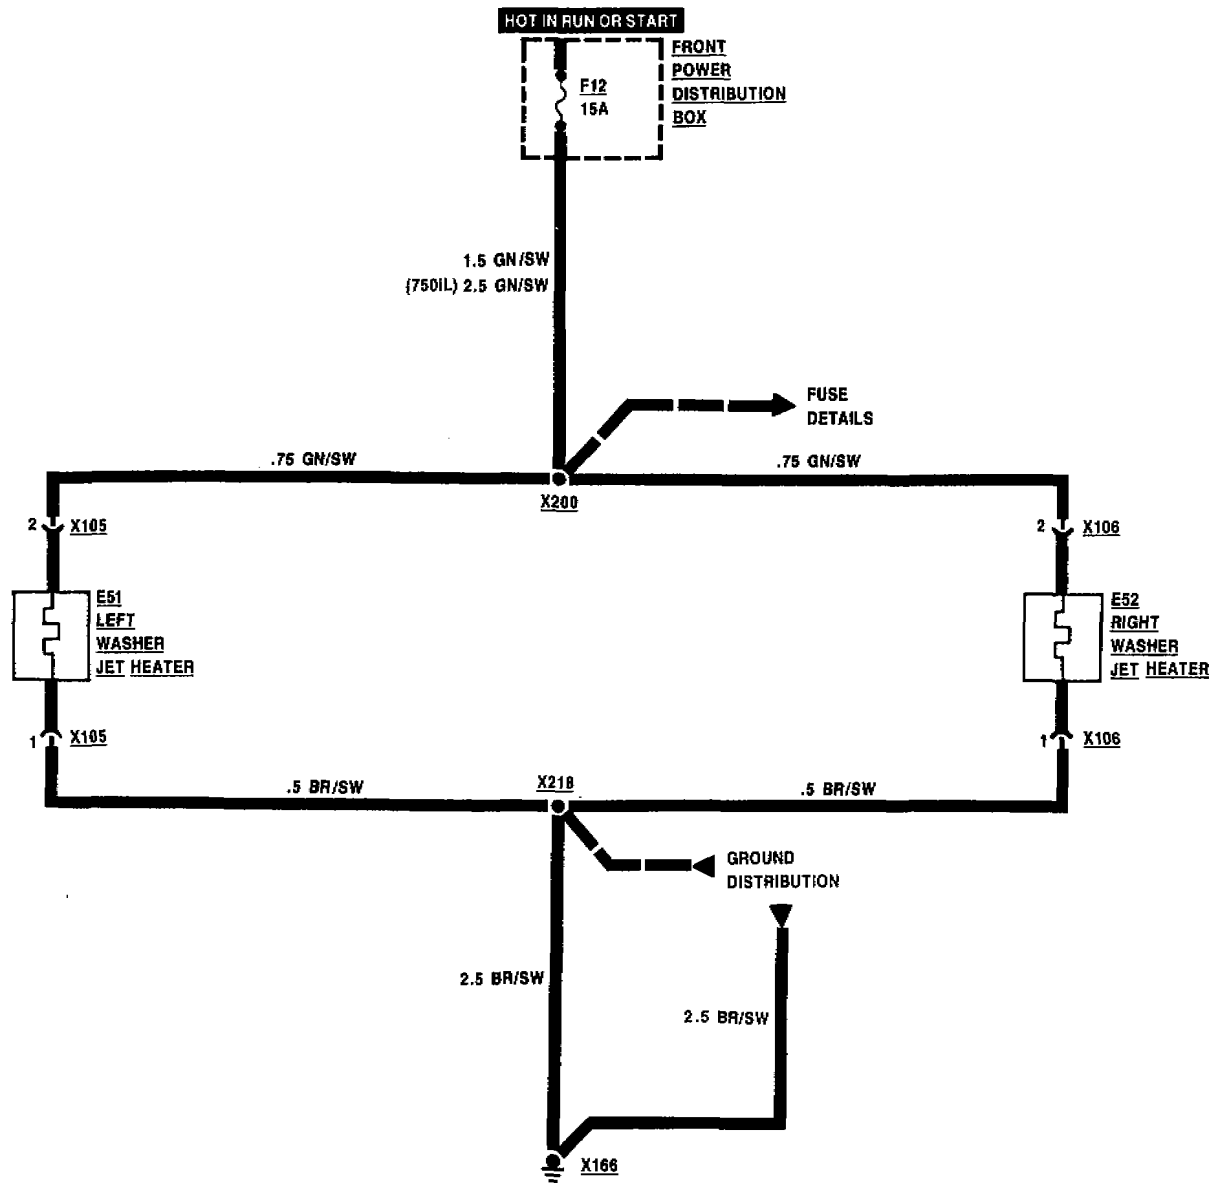 HOT IN RUN OR START
FRONT
POWER
DISTRIBUTION
BOX
F12
15A
1.5 GN/SW
(750IL) 2.5 GN/SW
FUSE
DETAILS
.75 GN/SW
.75 GN/SW
X200
2 X105
2 X106
E51
LEFT
WASHER
JET HEATER
E52
RIGHT
WASHER
JET HEATER
1 X105
1 X106
.5 BR/SW
X218
.5 BR/SW
GROUND
DISTRIBUTION
2.5 BR/SW
2.5 BR/SW
X166